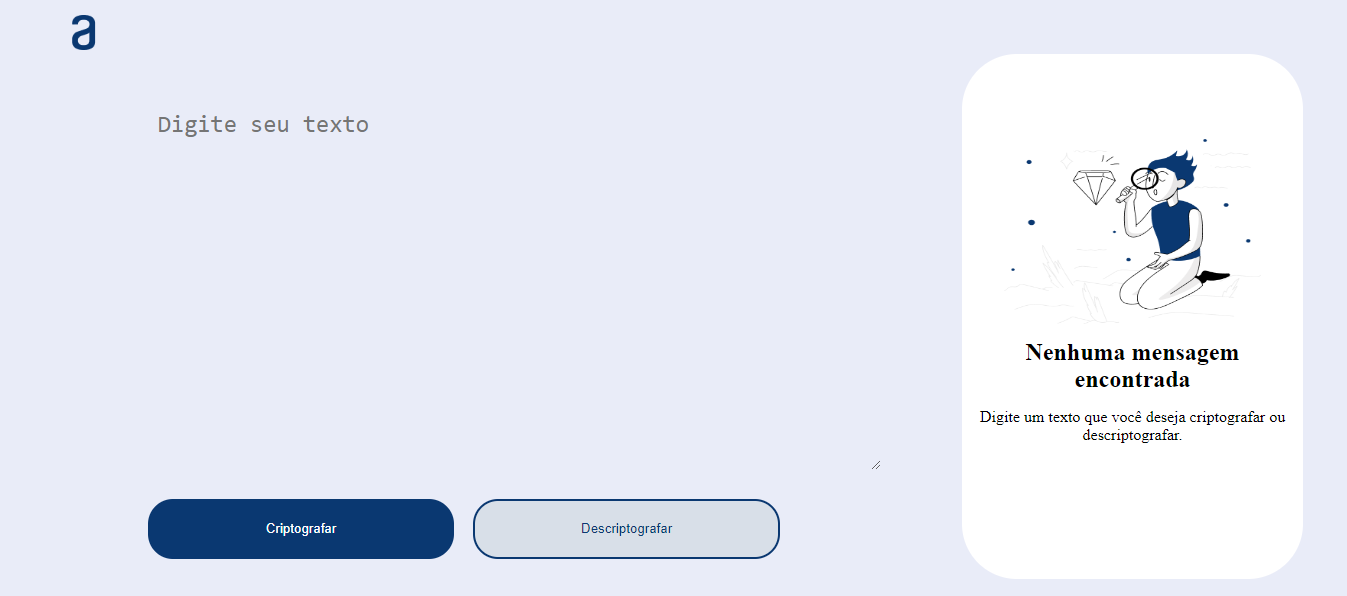 a
Digite seu texto
Nenhuma mensagem
encontrada
Digite um texto que você deseja criptografar ou
descriptografar.
Criptografar
Descriptografar